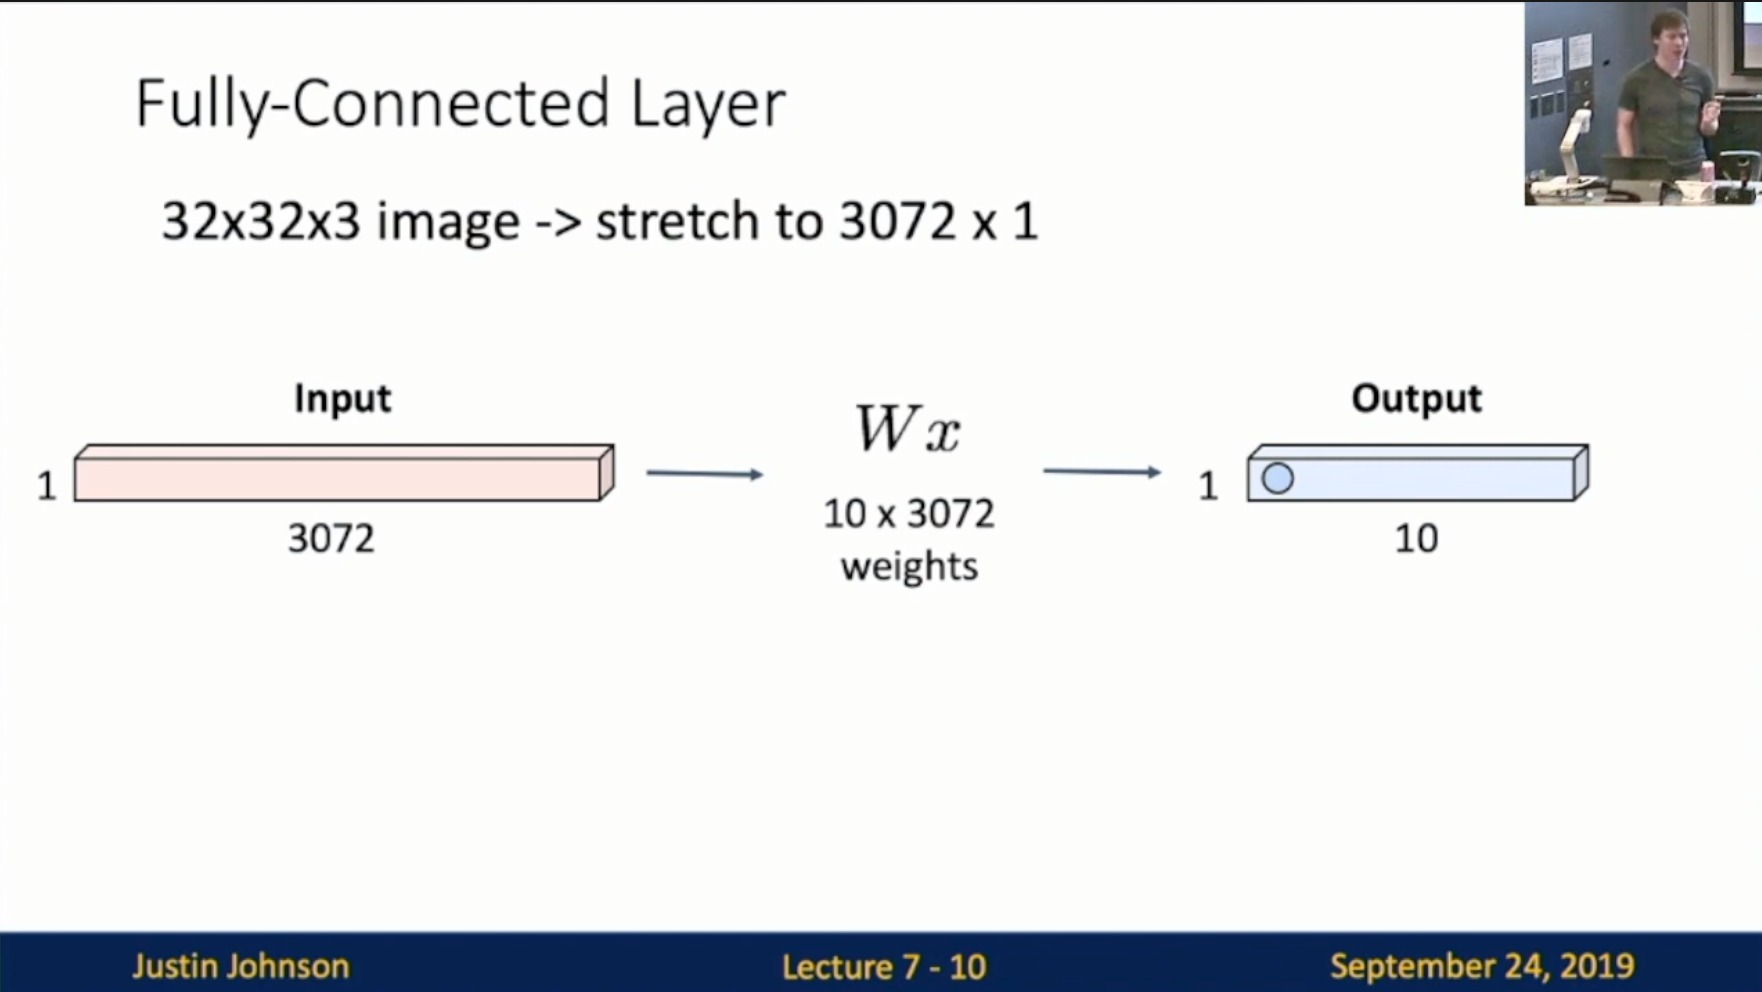 Fully-Connected Layer
32x32x3 image -> stretch to 3072 x 1
Input
1
3072
Wx
10 x 3072
weights
Output
1
10
Justin Johnson
Lecture 7 - 10
September 24, 2019